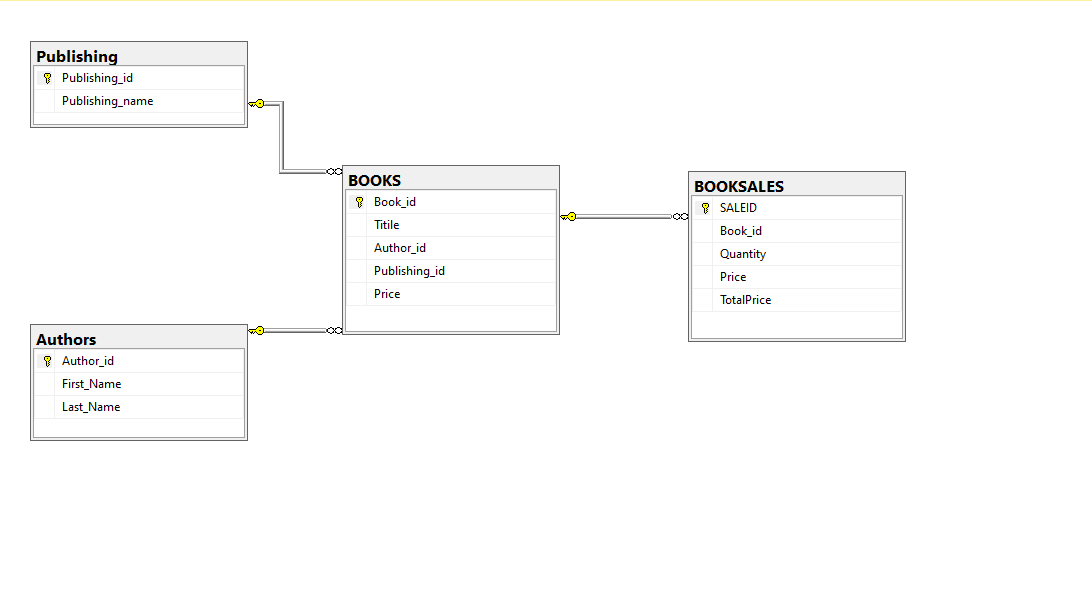 Publishing
Publishing_id
Publishing_name
BOOKS
Book_id
Titile
Author_id
Publishing_id
Price
BOOKSALES
SALEID
Book_id
Quantity
Price
TotalPrice
Authors
Author_id
First_Name
Last_Name